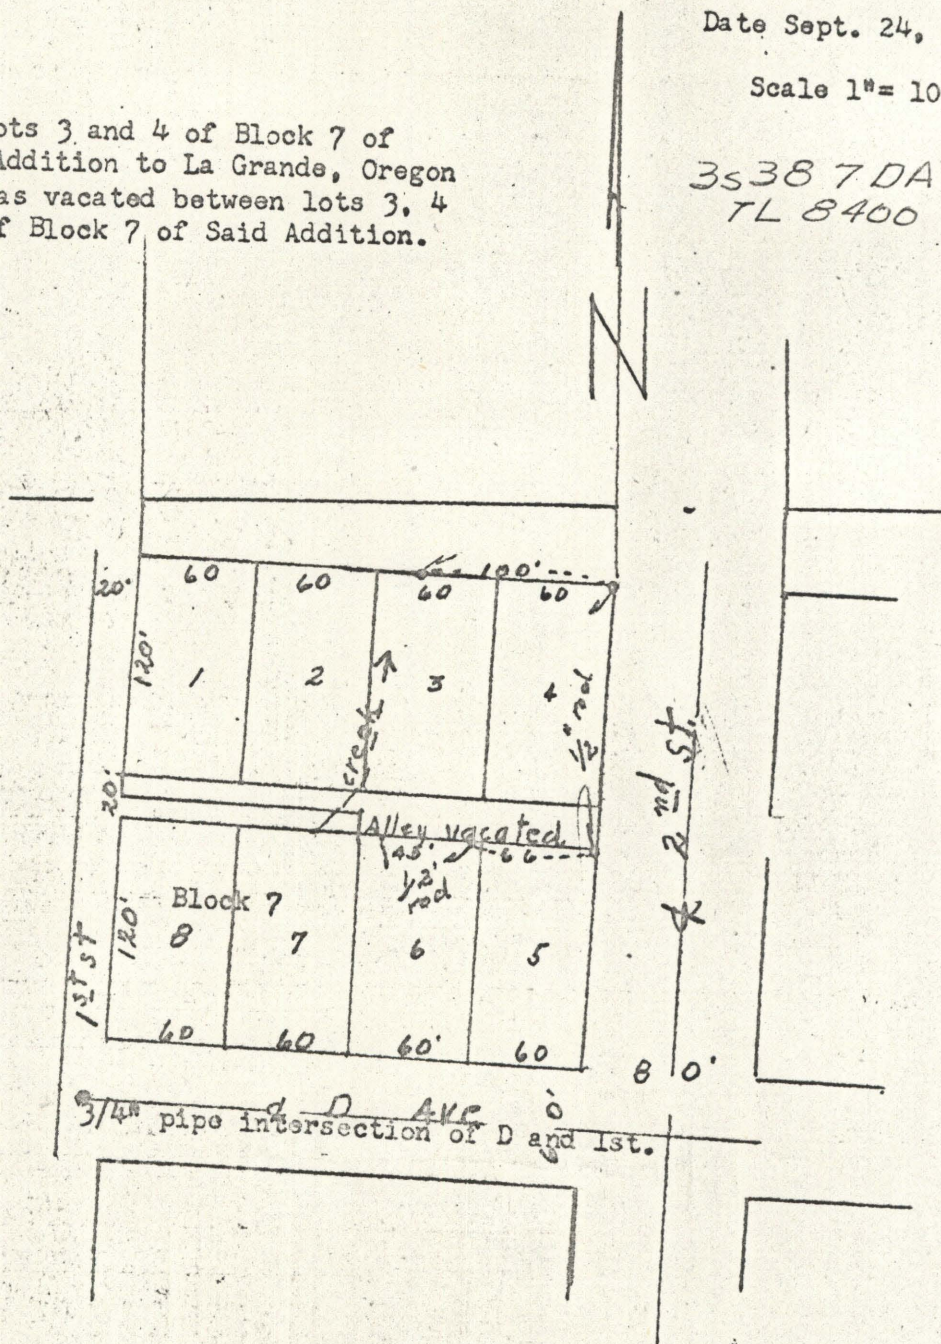 Date Sept. 24,
Scale 1"= 10
ots 3 and 4 of Block 7 of
Addition to La Grande, Oregon
as vacated between lots 3, 4
f Block 7 of Said Addition.
3S38 7 DA
TL 8400
N
20' 60 60 100' 60 60
120' 1 2 3 4
creek
1/2" rod
2nd St.
20'
Alley vacated
45' 66
1/2" rod
Block 7
1st St 120' 8 7 6 5
60 60 60' 60
80'
D Ave 60
3/4" pipe intersection of D and 1st.